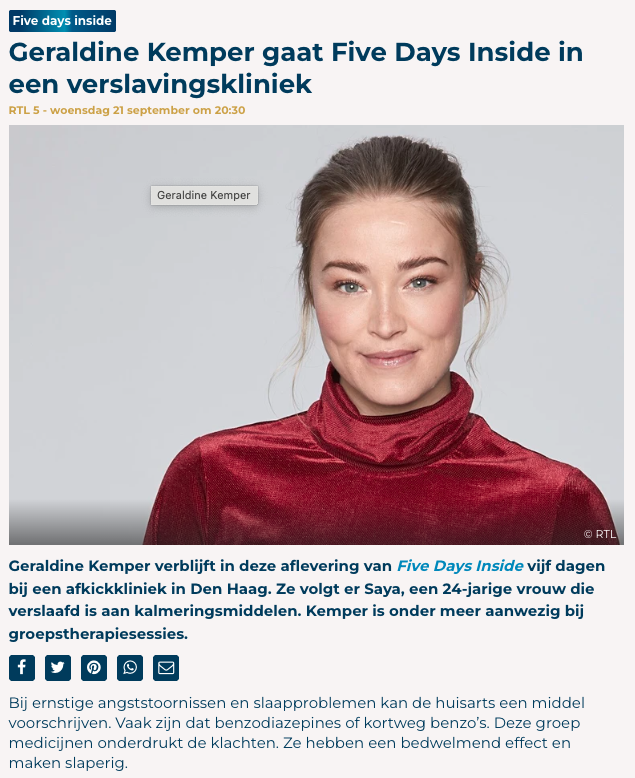 Five days inside
Geraldine Kemper gaat Five Days Inside in
een verslavingskliniek
RTL 5 - woensdag 21 september om 20:30
Geraldine Kemper
© RTL
Geraldine Kemper verblijft in deze aflevering van Five Days Inside vijf dagen
bij een afkickkliniek in Den Haag. Ze volgt er Saya, een 24-jarige vrouw die
verslaafd is aan kalmeringsmiddelen. Kemper is onder meer aanwezig bij
groepstherapiesessies.
Bij ernstige angststoornissen en slaapproblemen kan de huisarts een middel
voorschrijven. Vaak zijn dat benzodiazepines of kortweg benzo’s. Deze groep
medicijnen onderdrukt de klachten. Ze hebben een bedwelmend effect en
maken slaperig.